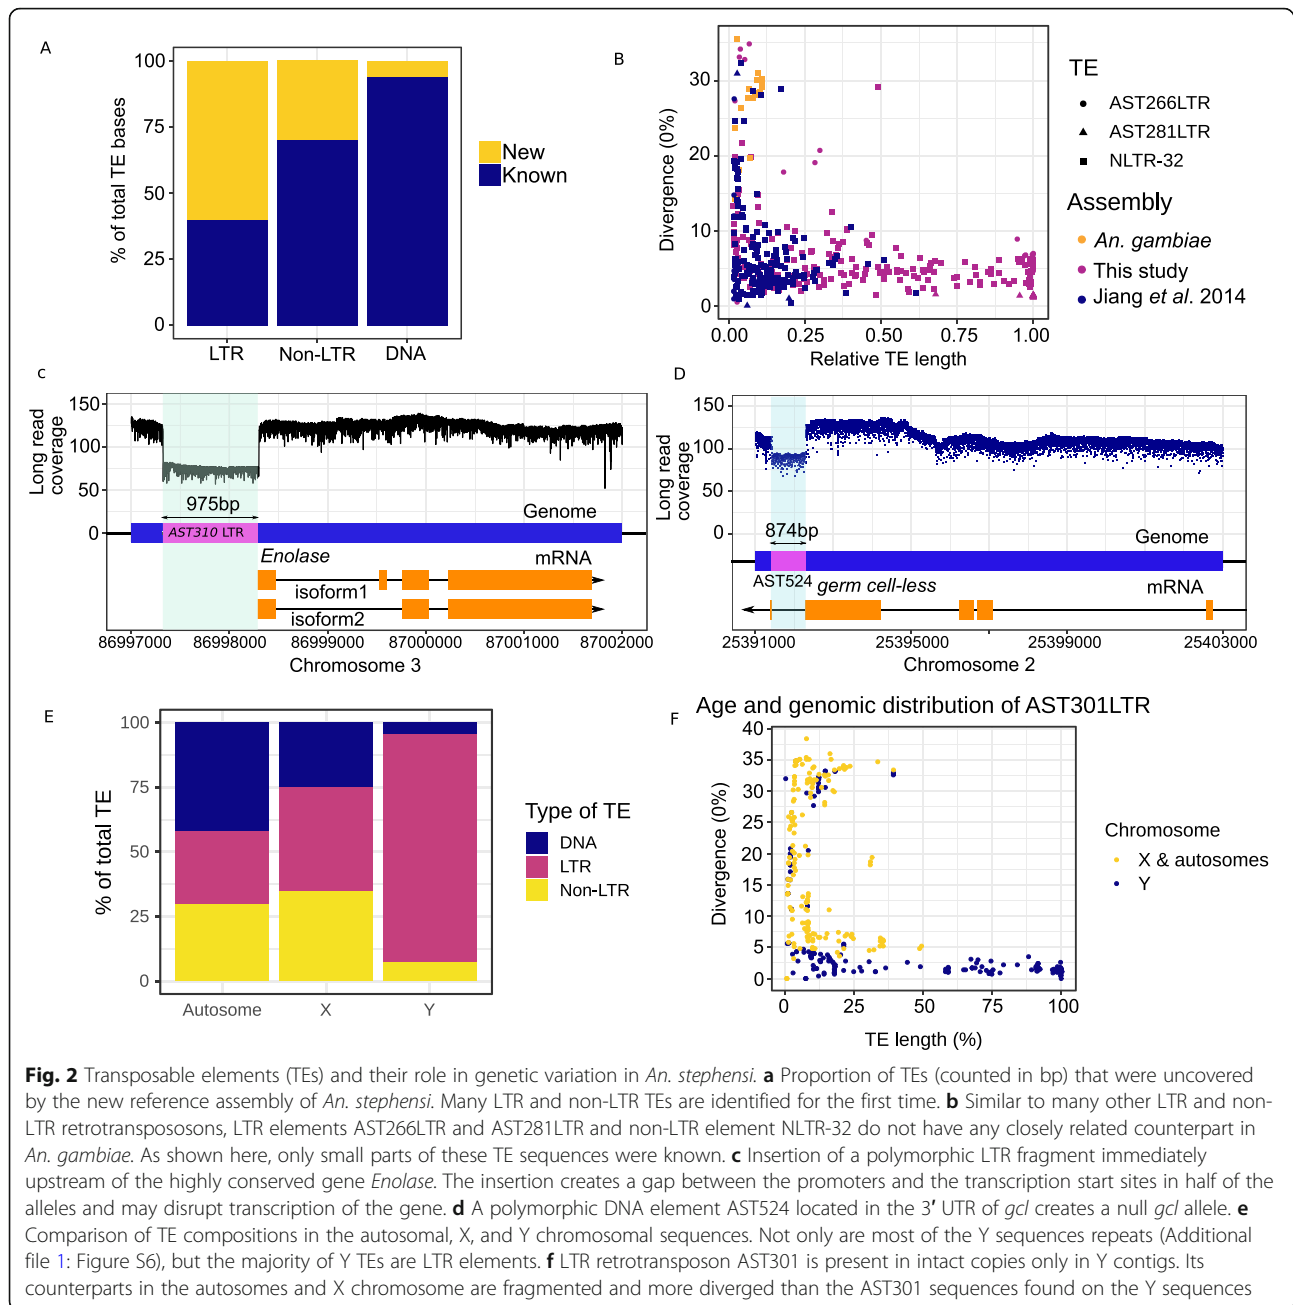 A
% of total TE bases
100
75
50
25
0
LTR
Non-LTR
DNA
New
Known
B
Divergence (0%)
30
20
10
0
0.00
0.25
0.50
0.75
1.00
Relative TE length
TE
AST266LTR
AST281LTR
NLTR-32
Assembly
An. gambiae
This study
Jiang et al. 2014
c
Long read
coverage
150
100
50
0
975bp
Genome
AST310 LTR
Enolase
mRNA
isoform1
isoform2
86997000
86998000
86999000
87000000
87001000
87002000
Chromosome 3
D
Long read
coverage
150
100
50
0
874bp
Genome
AST524
germ cell-less
mRNA
25391000
25395000
25399000
25403000
Chromosome 2
E
% of total TE
100
75
50
25
0
Autosome
X
Y
Type of TE
DNA
LTR
Non-LTR
F
Age and genomic distribution of AST301LTR
Divergence (0%)
40
35
30
25
20
15
10
5
0
0
25
50
75
100
TE length (%)
Chromosome
X & autosomes
Y
Fig. 2 Transposable elements (TEs) and their role in genetic variation in An. stephensi. a Proportion of TEs (counted in bp) that were uncovered
by the new reference assembly of An. stephensi. Many LTR and non-LTR TEs are identified for the first time. b Similar to many other LTR and non-
LTR retrotranspososons, LTR elements AST266LTR and AST281LTR and non-LTR element NLTR-32 do not have any closely related counterpart in
An. gambiae. As shown here, only small parts of these TE sequences were known. c Insertion of a polymorphic LTR fragment immediately
upstream of the highly conserved gene Enolase. The insertion creates a gap between the promoters and the transcription start sites in half of the
alleles and may disrupt transcription of the gene. d A polymorphic DNA element AST524 located in the 3′ UTR of gcl creates a null gcl allele. e
Comparison of TE compositions in the autosomal, X, and Y chromosomal sequences. Not only are most of the Y sequences repeats (Additional
file 1: Figure S6), but the majority of Y TEs are LTR elements. f LTR retrotransposon AST301 is present in intact copies only in Y contigs. Its
counterparts in the autosomes and X chromosome are fragmented and more diverged than the AST301 sequences found on the Y sequences